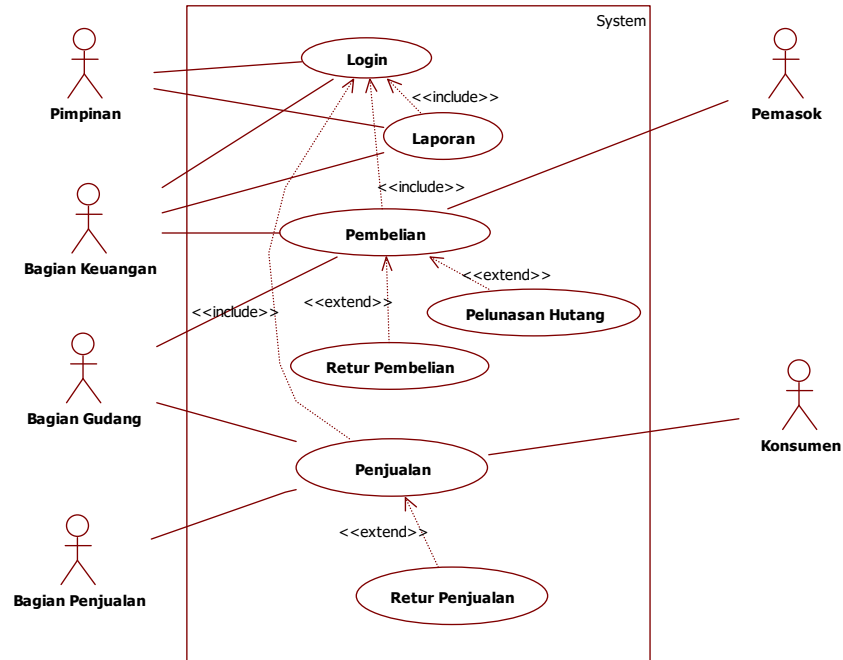 System
Login
Pimpinan
Pemasok
<<include>>
Laporan
<<include>>
Pembelian
Bagian Keuangan
<<extend>>
<<include>>
<<extend>>
Pelunasan Hutang
Retur Pembelian
Bagian Gudang
Konsumen
Penjualan
<<extend>>
Bagian Penjualan
Retur Penjualan